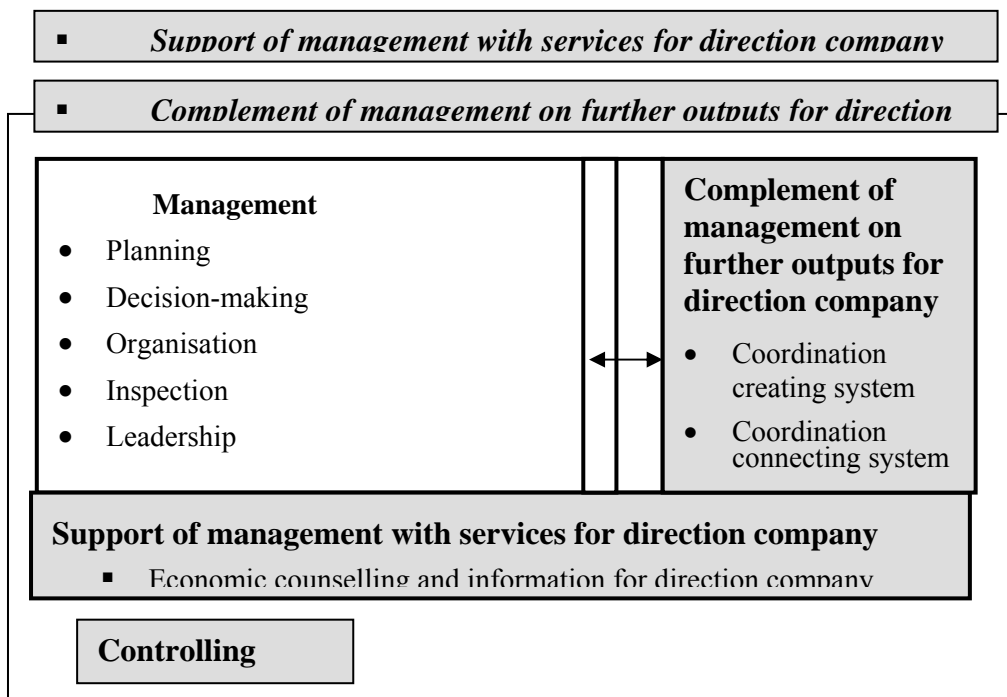 ▪ Support of management with services for direction company
▪ Complement of management on further outputs for direction
Management
• Planning
• Decision-making
• Organisation
• Inspection
• Leadership
Complement of
management on
further outputs for
direction company
• Coordination
creating system
• Coordination
connecting system
Support of management with services for direction company
▪ Economic counselling and information for direction company
Controlling